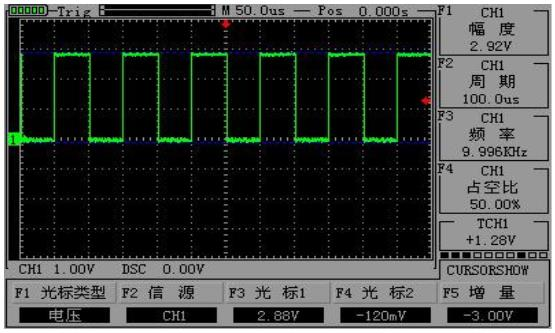 Trig M 50.0us Pos 0.000s
F1 CH1
幅 度
2.92V
F2 CH1
周 期
100.0us
F3 CH1
频 率
9.996KHz
F4 CH1
占空比
50.00%
TCH1
+1.28V
1
CH1 1.00V DSC 0.00V
CURSORSHOW
F1 光标类型 F2 信 源 F3 光 标1 F4 光 标2 F5 增 量
电压 CH1 2.88V -120mV -3.00V